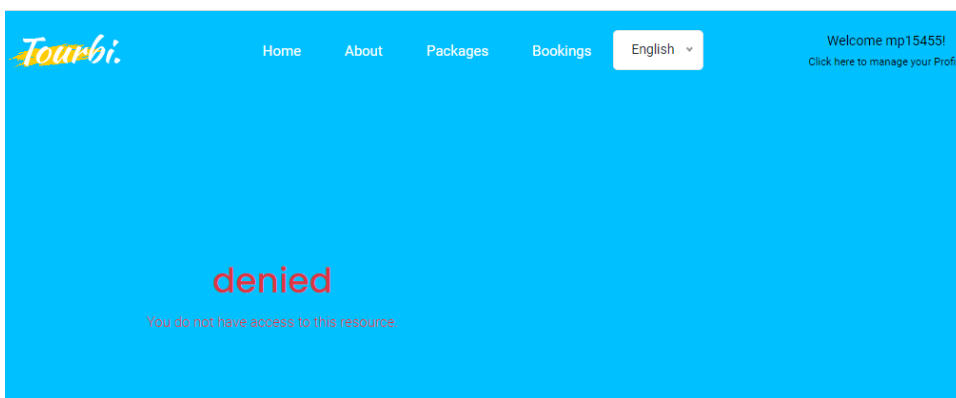 Tourbi.
Home About Packages Bookings English
Welcome mp15455!
Click here to manage your Profi
denied
You do not have access to this resource.